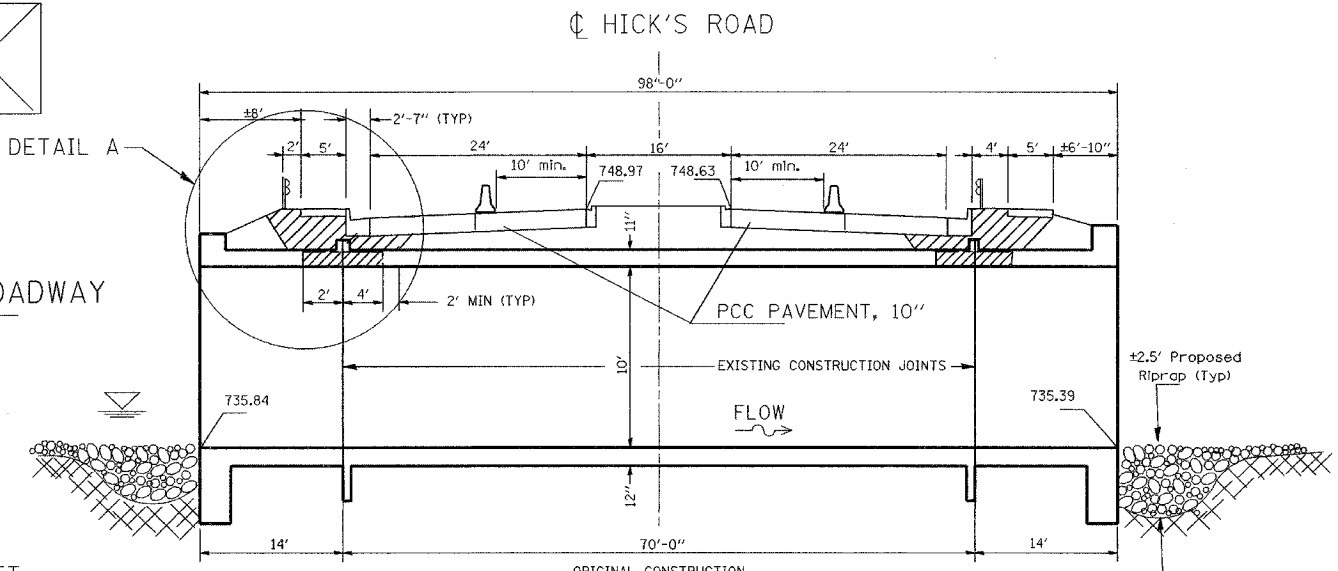 ℄ HICK'S ROAD
98'-0"
±8'
2'-7" (TYP)
DETAIL A
2'
5'
24'
16'
24'
4'
5'
±6'-10"
10' min.
748.97
748.63
10' min.
11"
OADWAY
2'
4'
2' MIN (TYP)
PCC PAVEMENT, 10"
10'
EXISTING CONSTRUCTION JOINTS
±2.5' Proposed
Riprap (Typ)
735.84
735.39
FLOW
12"
14'
70'-0"
14'
ORIGINAL CONSTRUCTION